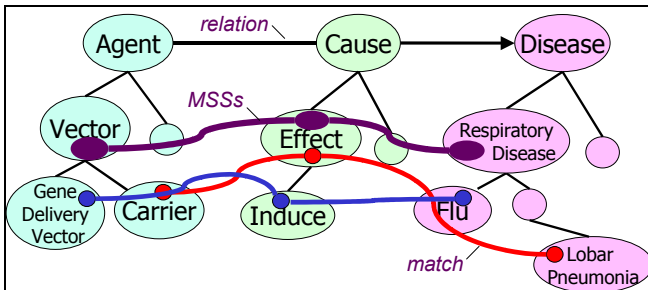 relation
Agent
Cause
Disease
MSSs
Vector
Effect
Respiratory
Disease
Gene
Delivery
Vector
Carrier
Induce
Flu
match
Lobar
Pneumonia